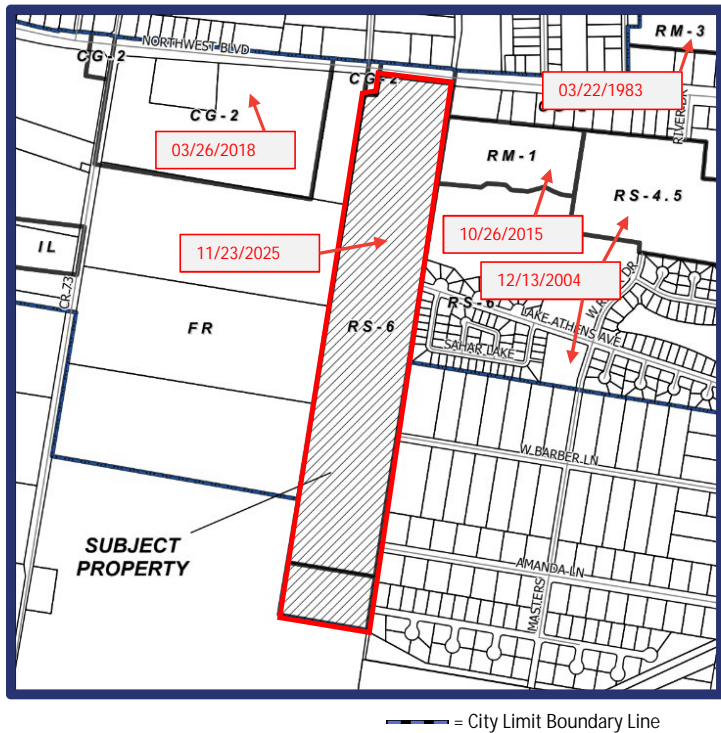 RM-3
NORTHWEST BLVD
CG-2
CG-2
03/22/1983
CG-2
RIVER DR
03/26/2018
RM-1
RS-4.5
11/23/2025
10/26/2015
12/13/2004
IL
CR 73
FR
RS-6
RS-6
LAKE ATHENS AVE
SAHAR LAKE
W BARBER LN
SUBJECT
PROPERTY
AMANDA LN
MASTERS
= City Limit Boundary Line